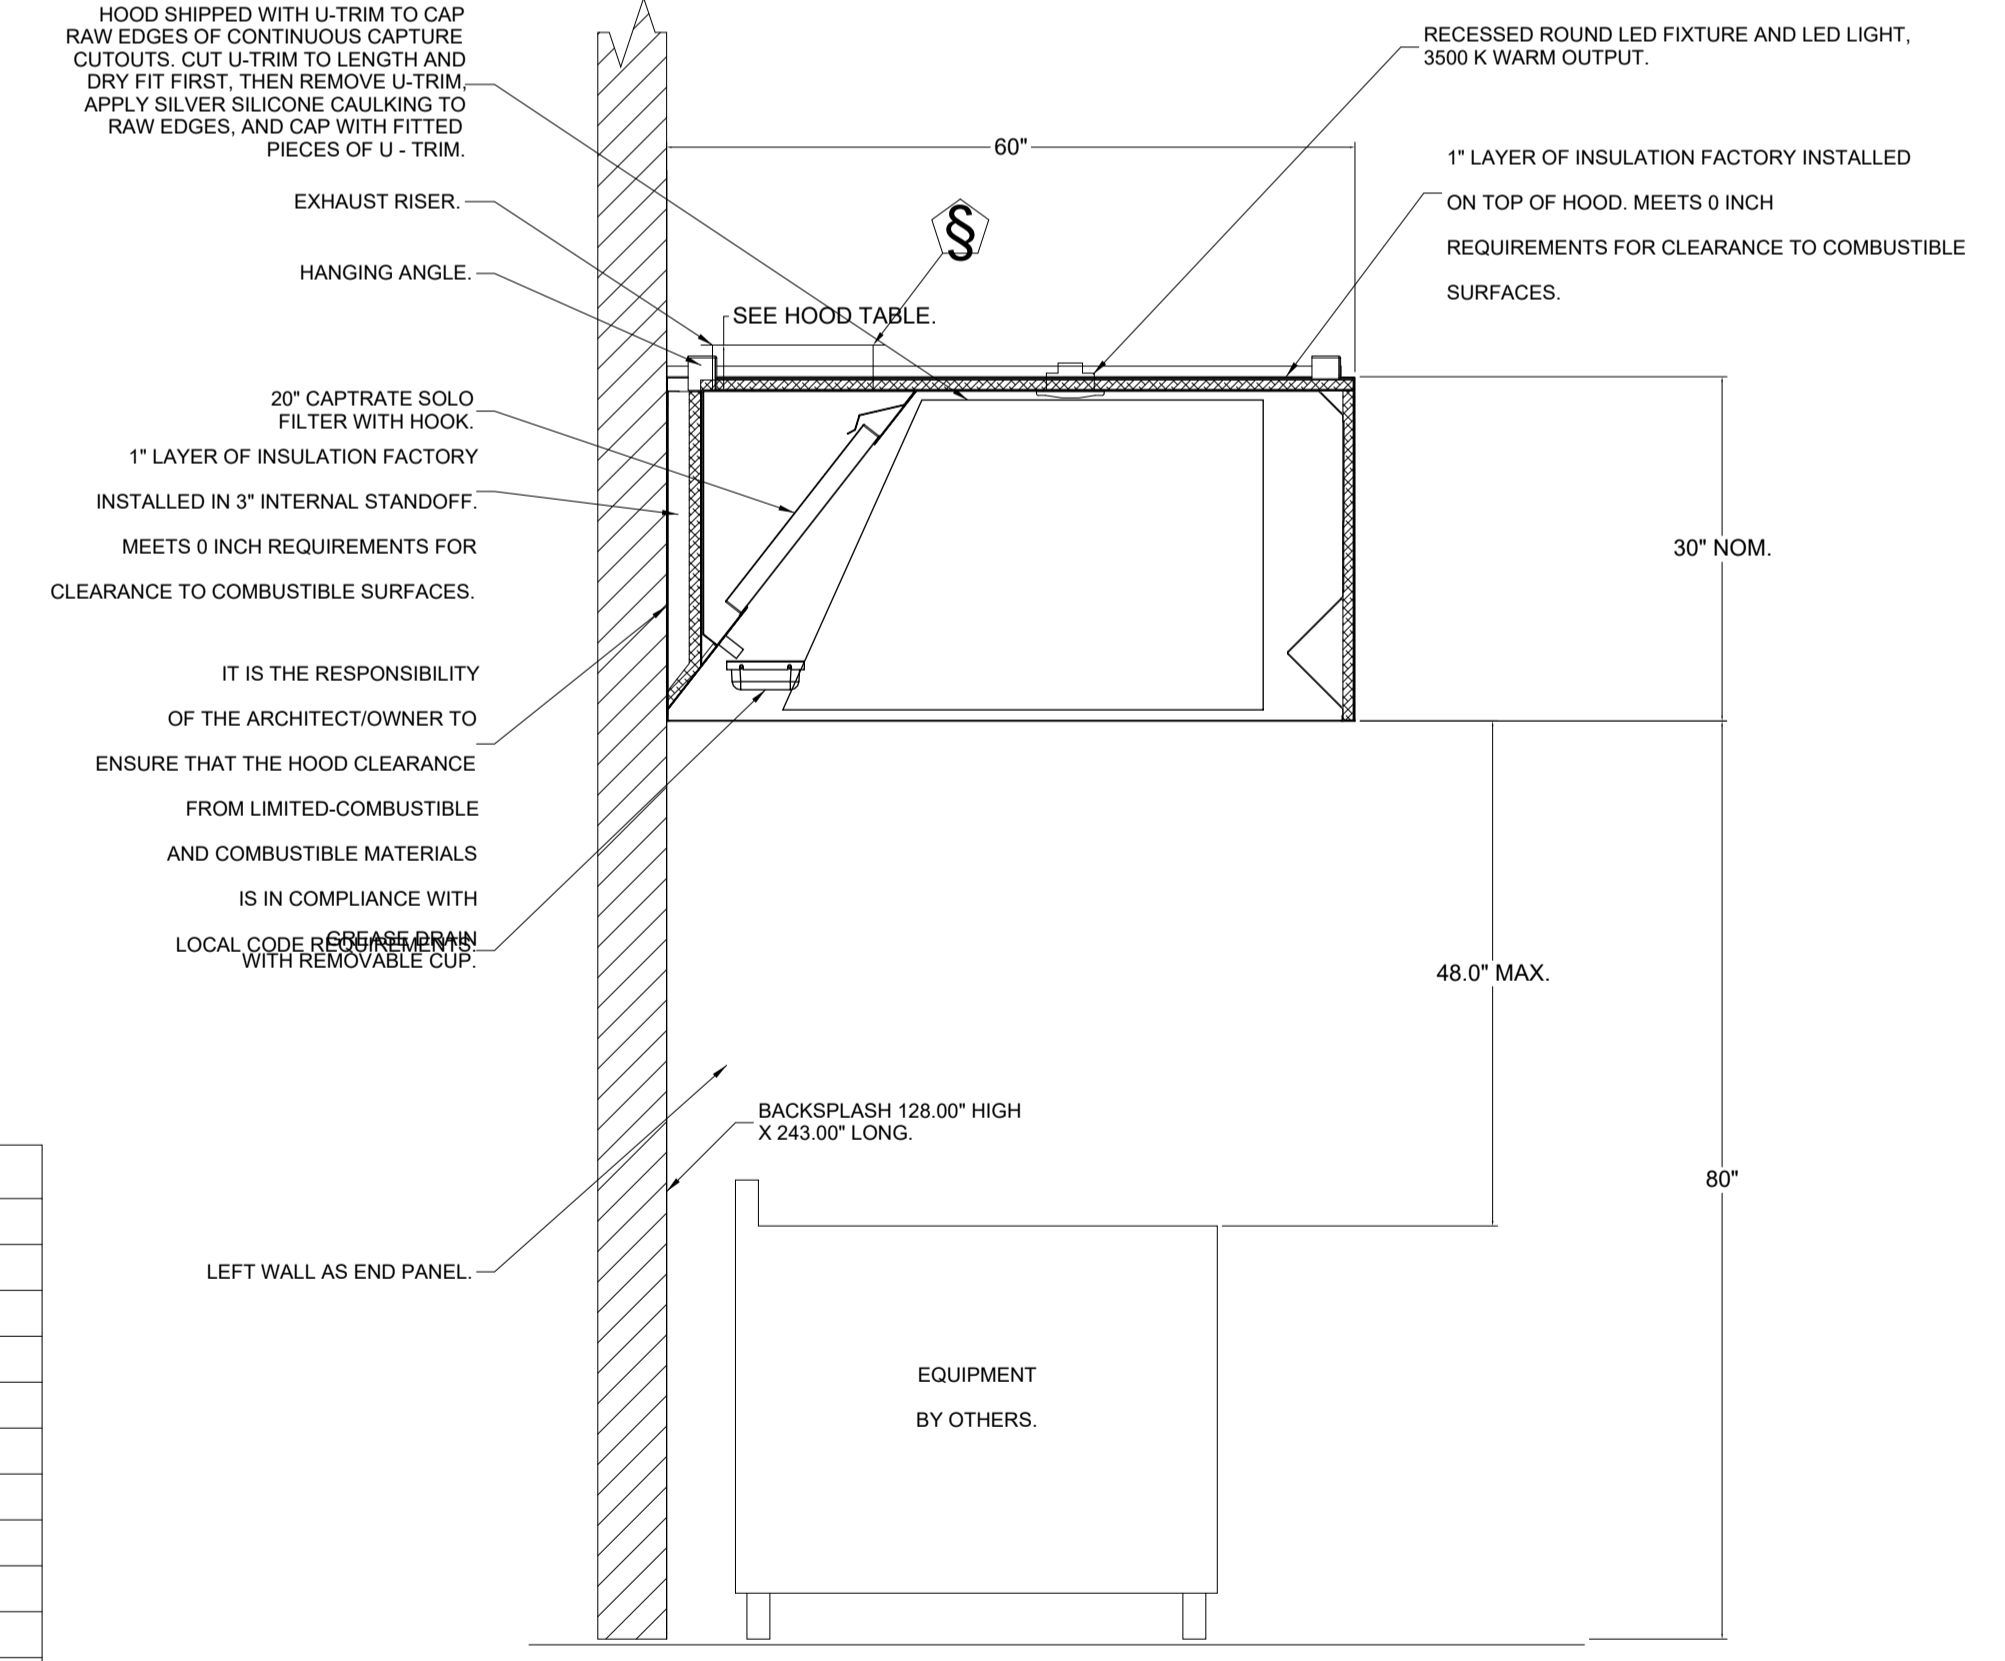 HOOD SHIPPED WITH U-TRIM TO CAP
RAW EDGES OF CONTINUOUS CAPTURE
CUTOUTS. CUT U-TRIM TO LENGTH AND
DRY FIT FIRST, THEN REMOVE U-TRIM,
APPLY SILVER SILICONE CAULKING TO
RAW EDGES, AND CAP WITH FITTED
PIECES OF U - TRIM.
EXHAUST RISER.
HANGING ANGLE.
20" CAPTRATE SOLO
FILTER WITH HOOK.
1" LAYER OF INSULATION FACTORY
INSTALLED IN 3" INTERNAL STANDOFF.
MEETS 0 INCH REQUIREMENTS FOR
CLEARANCE TO COMBUSTIBLE SURFACES.
IT IS THE RESPONSIBILITY
OF THE ARCHITECT/OWNER TO
ENSURE THAT THE HOOD CLEARANCE
FROM LIMITED-COMBUSTIBLE
AND COMBUSTIBLE MATERIALS
IS IN COMPLIANCE WITH
LOCAL CODE REQUIREMENTS.
GREASE DRAIN
WITH REMOVABLE CUP.
LEFT WALL AS END PANEL.
60"
§
SEE HOOD TABLE.
RECESSED ROUND LED FIXTURE AND LED LIGHT,
3500 K WARM OUTPUT.
1" LAYER OF INSULATION FACTORY INSTALLED
ON TOP OF HOOD. MEETS 0 INCH
REQUIREMENTS FOR CLEARANCE TO COMBUSTIBLE
SURFACES.
30" NOM.
48.0" MAX.
80"
BACKSPLASH 128.00" HIGH
X 243.00" LONG.
EQUIPMENT
BY OTHERS.